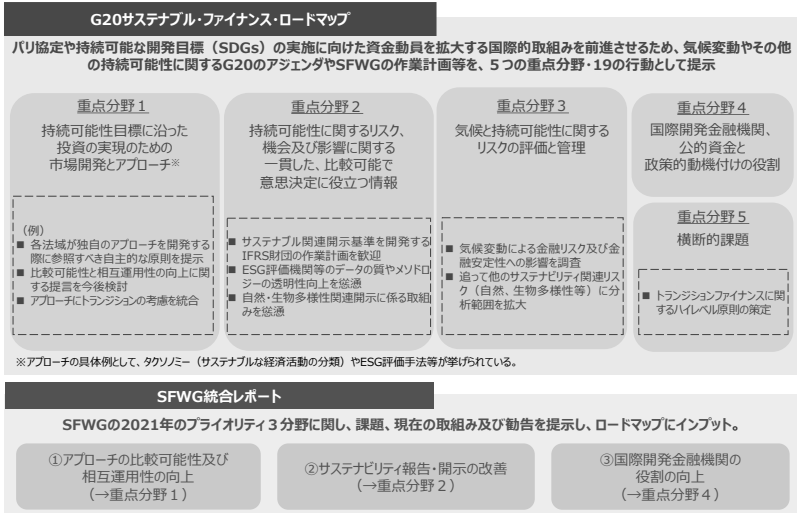 G20サステナブル・ファイナンス・ロードマップ
パリ協定や持続可能な開発目標（SDGs）の実施に向けた資金動員を拡大する国際的取組みを前進させるため、気候変動やその他
の持続可能性に関するG20のアジェンダやSFWGの作業計画等を、５つの重点分野・19の行動として提示
重点分野１
持続可能性目標に沿った
投資の実現のための
市場開発とアプローチ※
（例）
■ 各法域が独自のアプローチを開発する
際に参照すべき自主的な原則を提示
■ 比較可能性と相互運用性の向上に関
する提言を今後検討
■ アプローチにトランジションの考慮を統合
重点分野２
持続可能性に関するリスク、
機会及び影響に関する
一貫した、比較可能で
意思決定に役立つ情報
■ サステナブル関連開示基準を開発する
IFRS財団の作業計画を歓迎
■ ESG評価機関等のデータの質やメソドロ
ジーの透明性向上を慫慂
■ 自然・生物多様性関連開示に係る取組
みを慫慂
重点分野３
気候と持続可能性に関する
リスクの評価と管理
■ 気候変動による金融リスク及び金
融安定性への影響を調査
■ 追って他のサステナビリティ関連リス
ク（自然、生物多様性等）に分
析範囲を拡大
重点分野４
国際開発金融機関、
公的資金と
政策的動機付けの役割
重点分野５
横断的課題
■ トランジションファイナンスに関
するハイレベル原則の策定
※アプローチの具体例として、タクソノミー（サステナブルな経済活動の分類）やESG評価手法等が挙げられている。
SFWG統合レポート
SFWGの2021年のプライオリティ３分野に関し、課題、現在の取組み及び勧告を提示し、ロードマップにインプット。
①アプローチの比較可能性及び
相互運用性の向上
（→重点分野１）
②サステナビリティ報告・開示の改善
（→重点分野２）
③国際開発金融機関の
役割の向上
（→重点分野４）